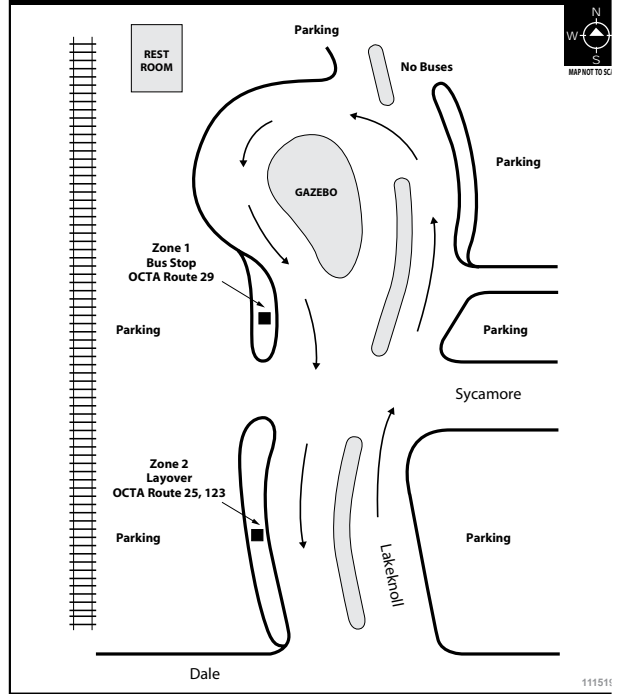 Parking
REST
ROOM
No Buses
N
W
S
MAP NOT TO
Parking
GAZEBO
Zone 1
Bus Stop
OCTA Route 29
Parking
Parking
Sycamore
Zone 2
Layover
OCTA Route 25, 123
Parking
Parking
Lakeknoll
Dale
11151